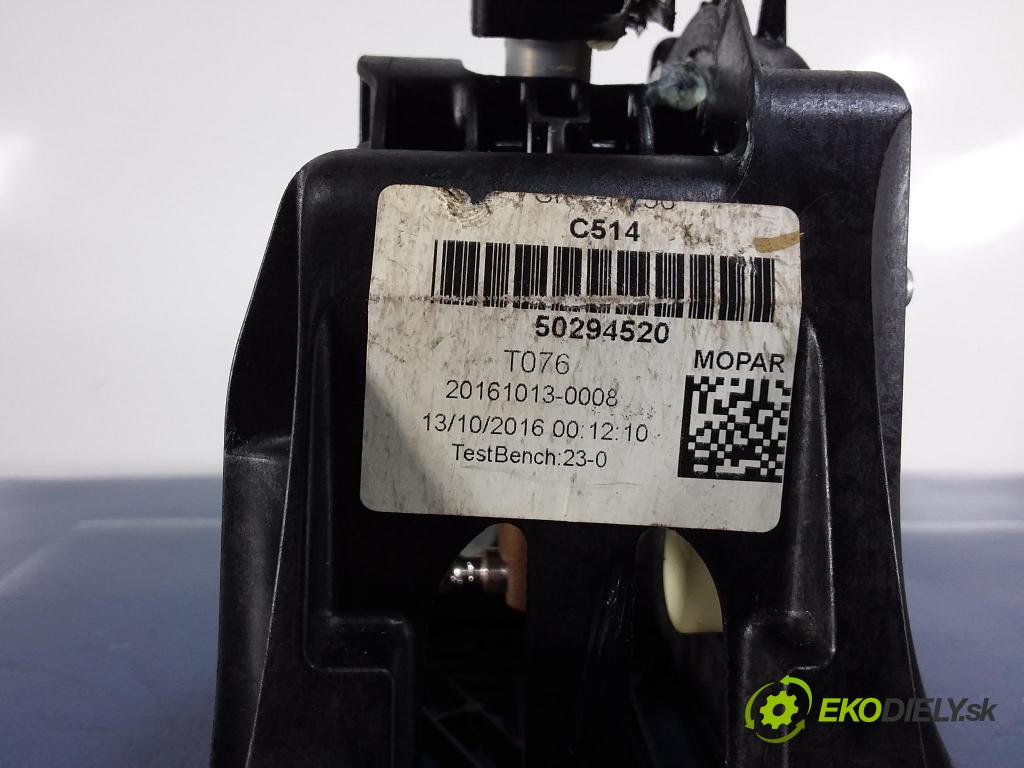 C514
50294520
T076
MOPAR
20161013-0008
13/10/2016 00:12:10
TestBench:23-0
EKODIELY.sk